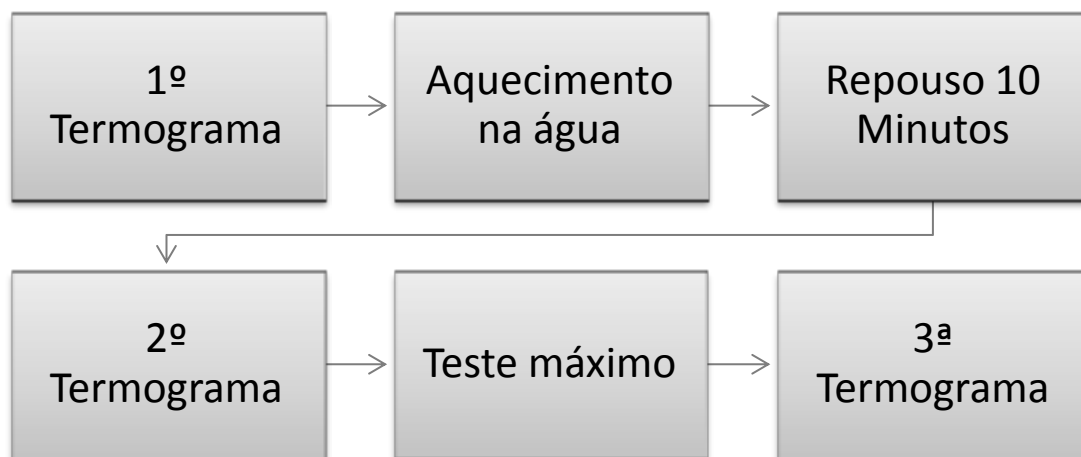 1º
Termograma
Aquecimento
na água
Repouso 10
Minutos
2º
Termograma
Teste máximo
3ª
Termograma